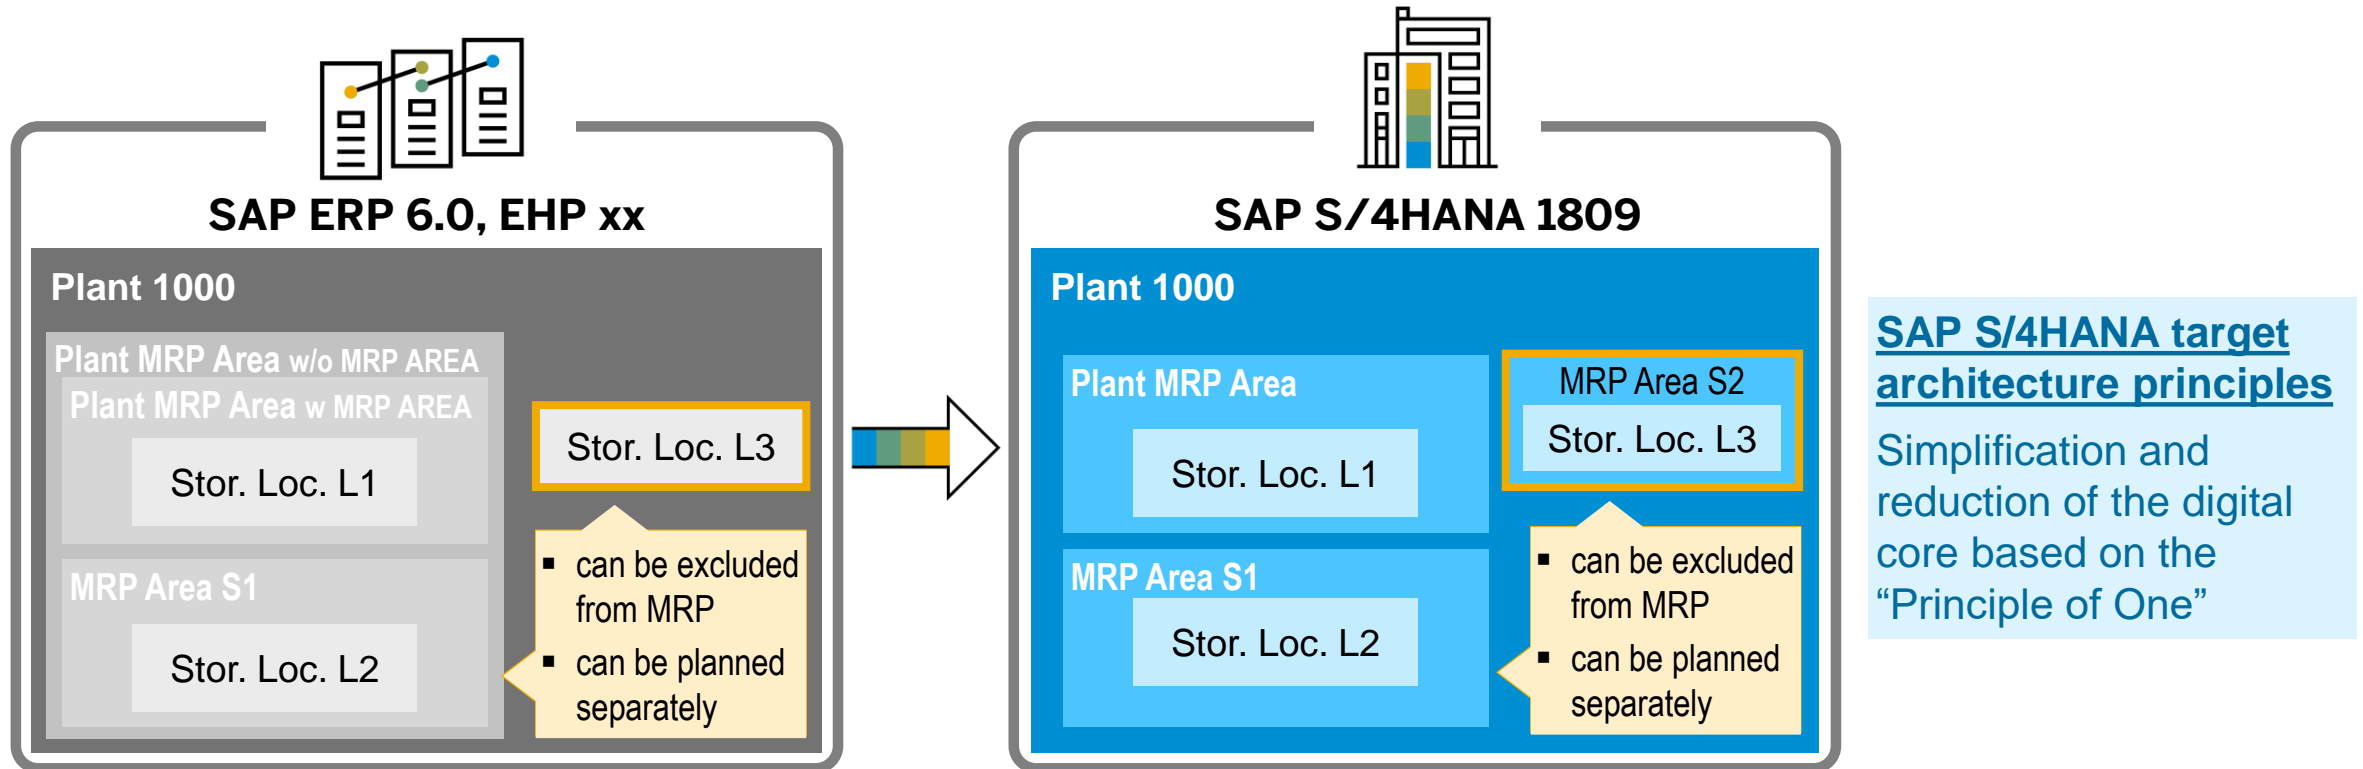 SAP ERP 6.0, EHP xx
Plant 1000
Plant MRP Area w/o MRP AREA
Plant MRP Area w MRP AREA
Stor. Loc. L1
MRP Area S1
Stor. Loc. L2
Stor. Loc. L3
▪ can be excluded
from MRP
▪ can be planned
separately
SAP S/4HANA 1809
Plant 1000
Plant MRP Area
Stor. Loc. L1
MRP Area S1
Stor. Loc. L2
MRP Area S2
Stor. Loc. L3
▪ can be excluded
from MRP
▪ can be planned
separately
SAP S/4HANA target
architecture principles
Simplification and
reduction of the digital
core based on the
“Principle of One”